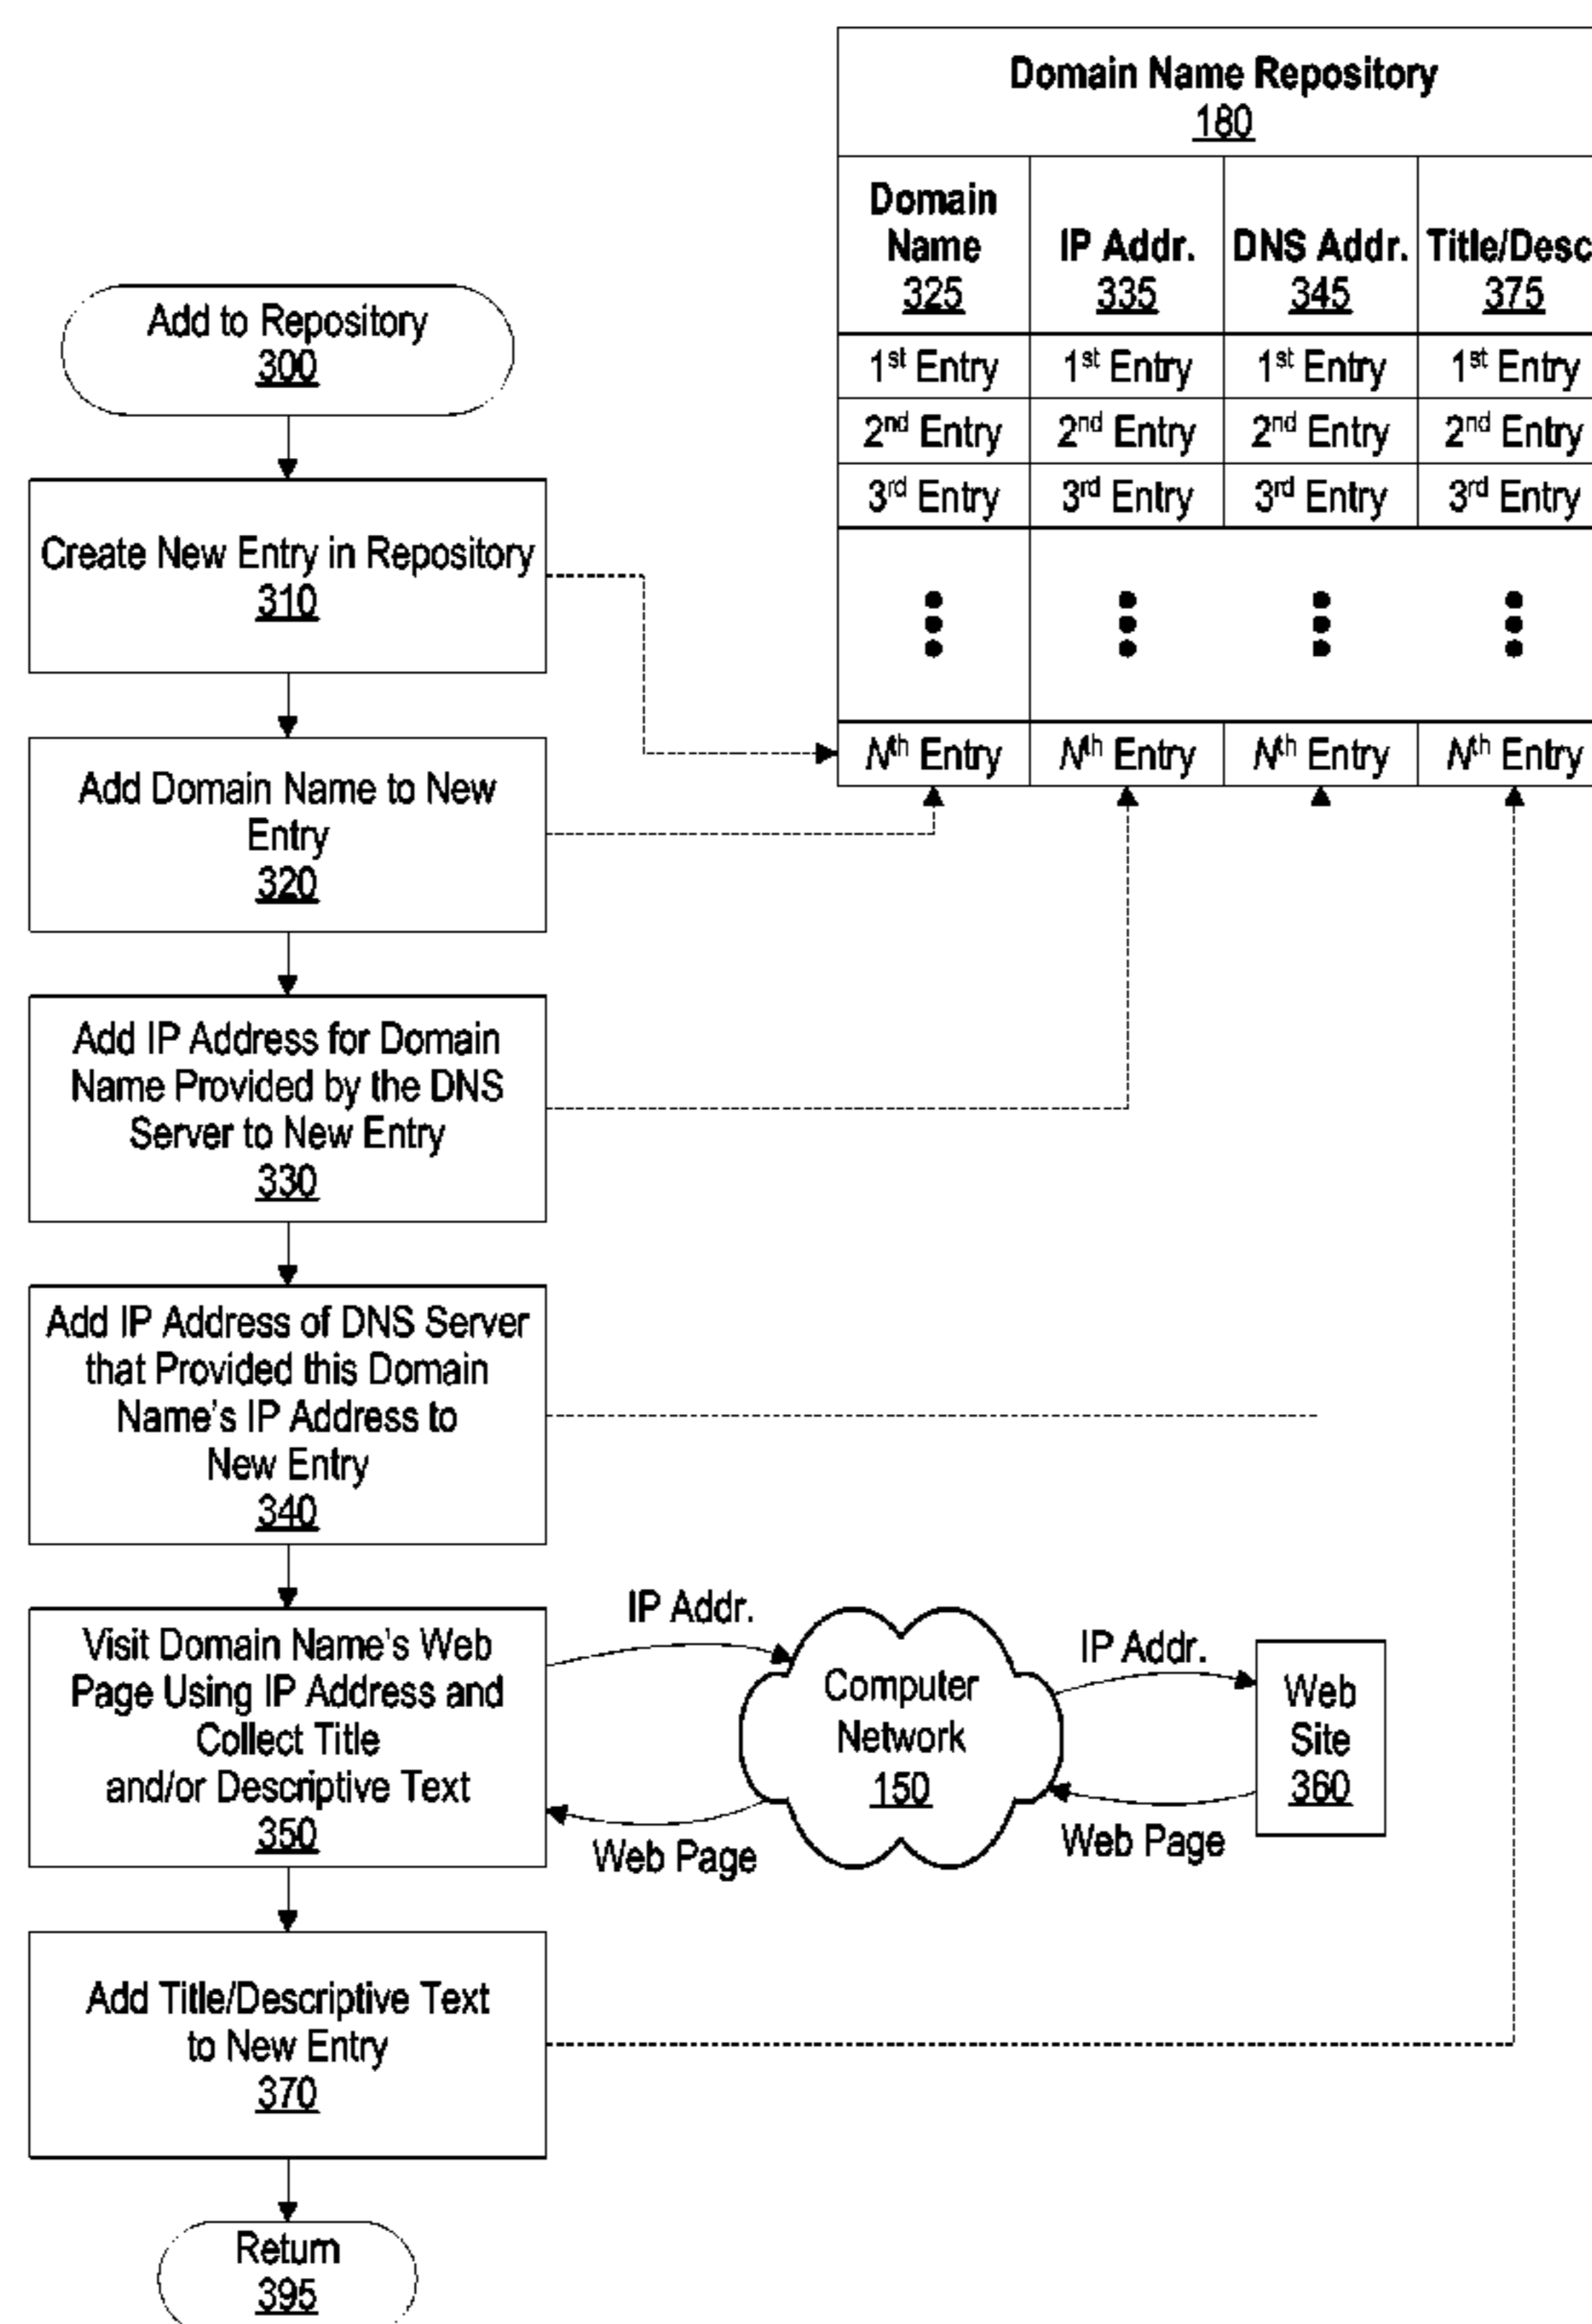 Domain Name Repository
180
Domain Name
325
IP Addr.
335
DNS Addr.
345
Title/Desc
375
1st Entry 1st Entry 1st Entry 1st Entry
2nd Entry 2nd Entry 2nd Entry 2nd Entry
3rd Entry 3rd Entry 3rd Entry 3rd Entry
Nth Entry Nth Entry Nth Entry Nth Entry
Add to Repository
300
Create New Entry in Repository
310
Add Domain Name to New
Entry
320
Add IP Address for Domain
Name Provided by the DNS
Server to New Entry
330
Add IP Address of DNS Server
that Provided this Domain
Name's IP Address to
New Entry
340
Visit Domain Name's Web
Page Using IP Address and
Collect Title
and/or Descriptive Text
350
IP Addr.
Web Page
Computer
Network
150
IP Addr.
Web Page
Web
Site
360
Add Title/Descriptive Text
to New Entry
370
Return
395